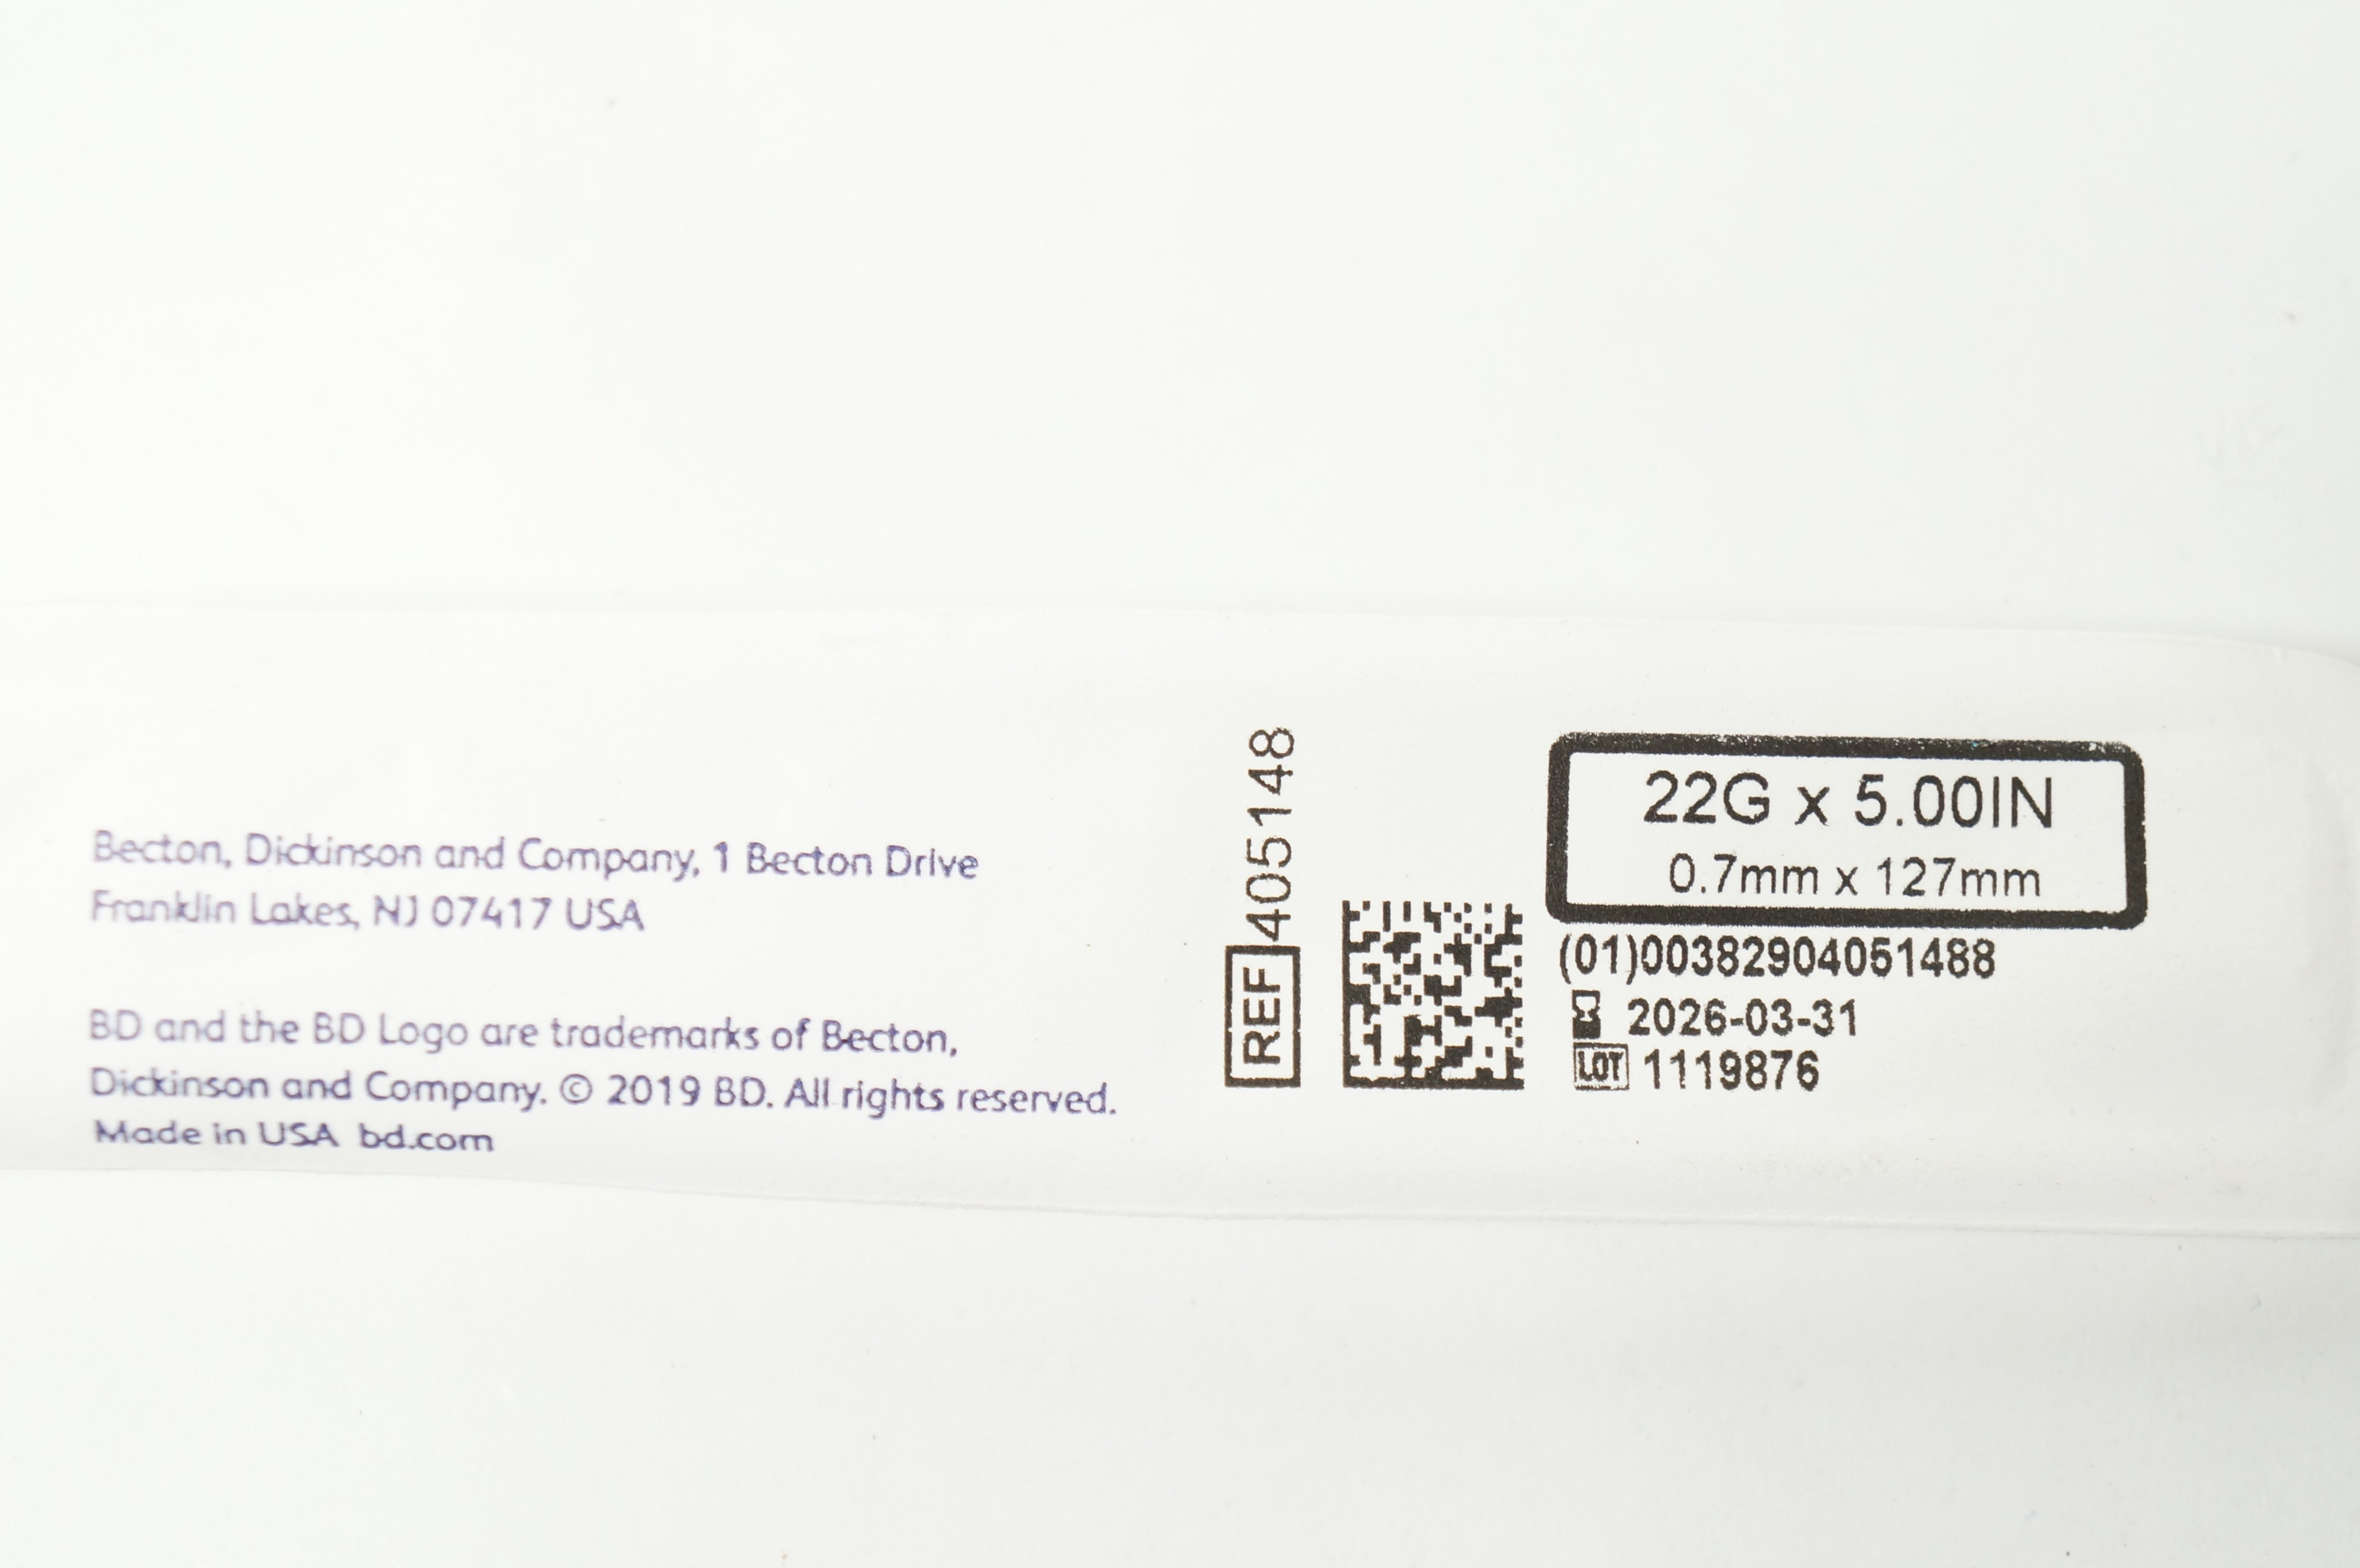 Becton, Dickinson and Company, 1 Becton Drive
Franklin Lakes, NJ 07417 USA
BD and the BD Logo are trademarks of Becton,
Dickinson and Company. © 2019 BD. All rights reserved.
Made in USA bd.com
REF 405148
22G x 5.00IN
0.7mm x 127mm
(01)00382904051488
2026-03-31
LOT 1119876